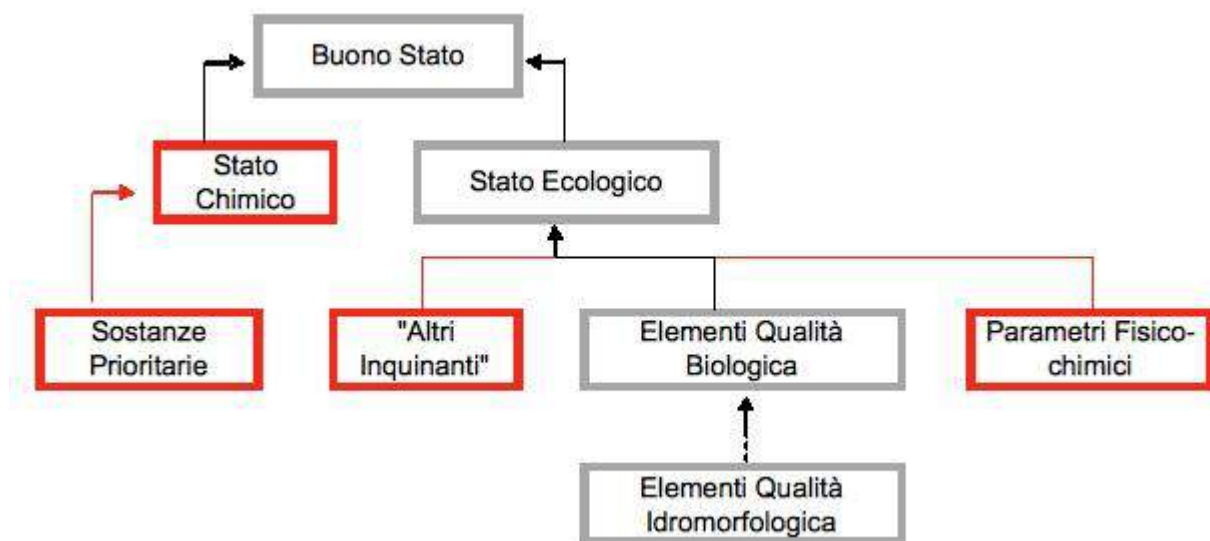 Buono Stato
Stato
Chimico
Stato Ecologico
Sostanze
Prioritarie
"Altri
Inquinanti"
Elementi Qualità
Biologica
Parametri Fisico-
chimici
Elementi Qualità
Idromorfologica